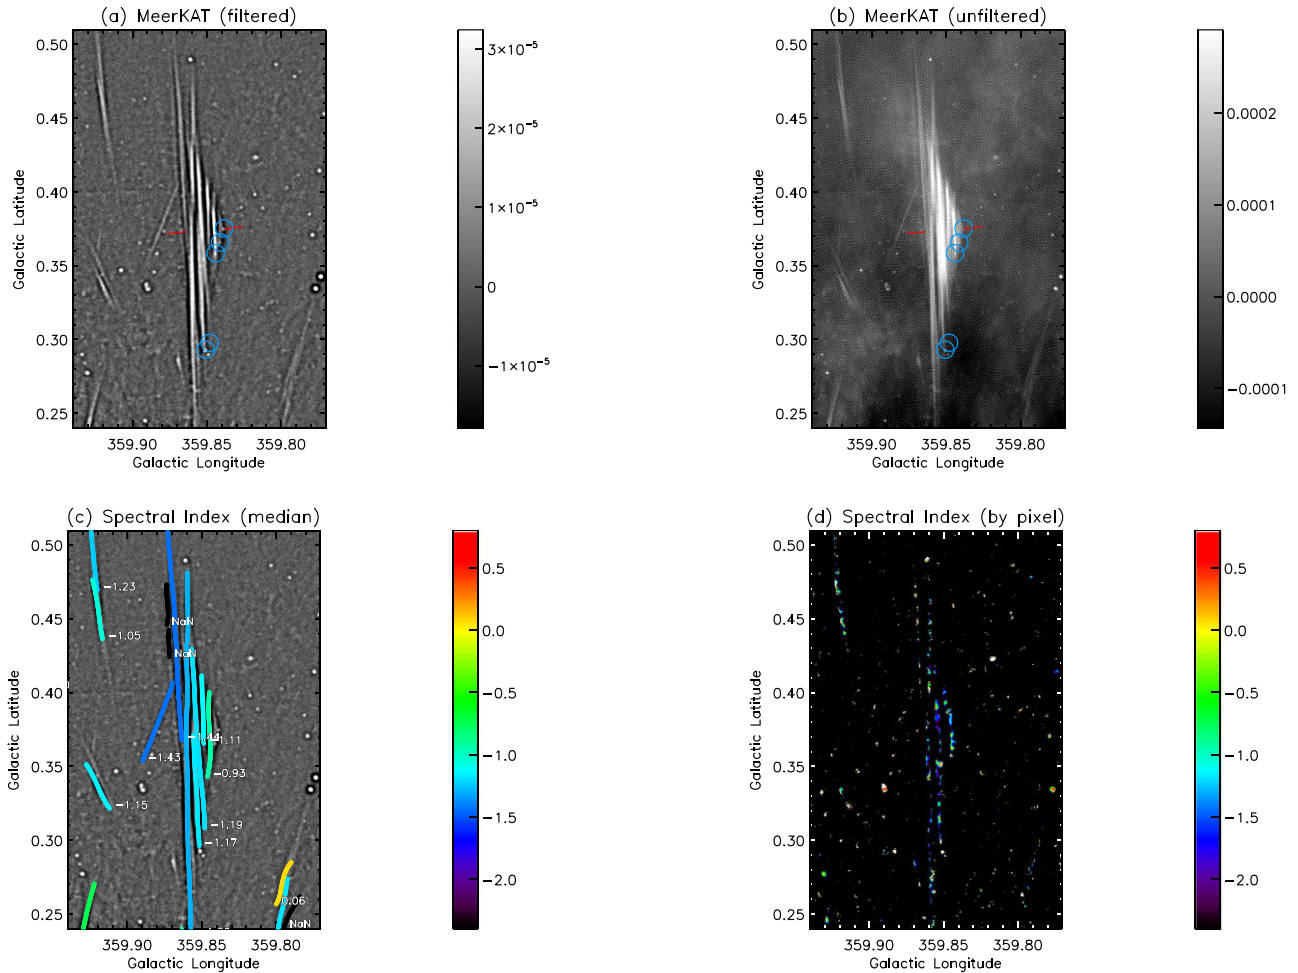 (a) MeerKAT (filtered)
0.50
0.45
0.40
0.35
0.30
0.25
Galactic Latitude
359.90 359.85 359.80
Galactic Longitude
3×10⁻⁵
2×10⁻⁵
1×10⁻⁵
0
−1×10⁻⁵
(b) MeerKAT (unfiltered)
0.50
0.45
0.40
0.35
0.30
0.25
Galactic Latitude
359.90 359.85 359.80
Galactic Longitude
0.0002
0.0001
0.0000
−0.0001
(c) Spectral Index (median)
0.50
0.45
0.40
0.35
0.30
0.25
Galactic Latitude
−1.23
−1.05
NaN
NaN
−1.44
−1.11
−1.43
−0.93
−1.15
−1.19
−1.17
0.06
NaN
359.90 359.85 359.80
Galactic Longitude
0.5
0.0
−0.5
−1.0
−1.5
−2.0
(d) Spectral Index (by pixel)
0.50
0.45
0.40
0.35
0.30
0.25
Galactic Latitude
359.90 359.85 359.80
Galactic Longitude
0.5
0.0
−0.5
−1.0
−1.5
−2.0